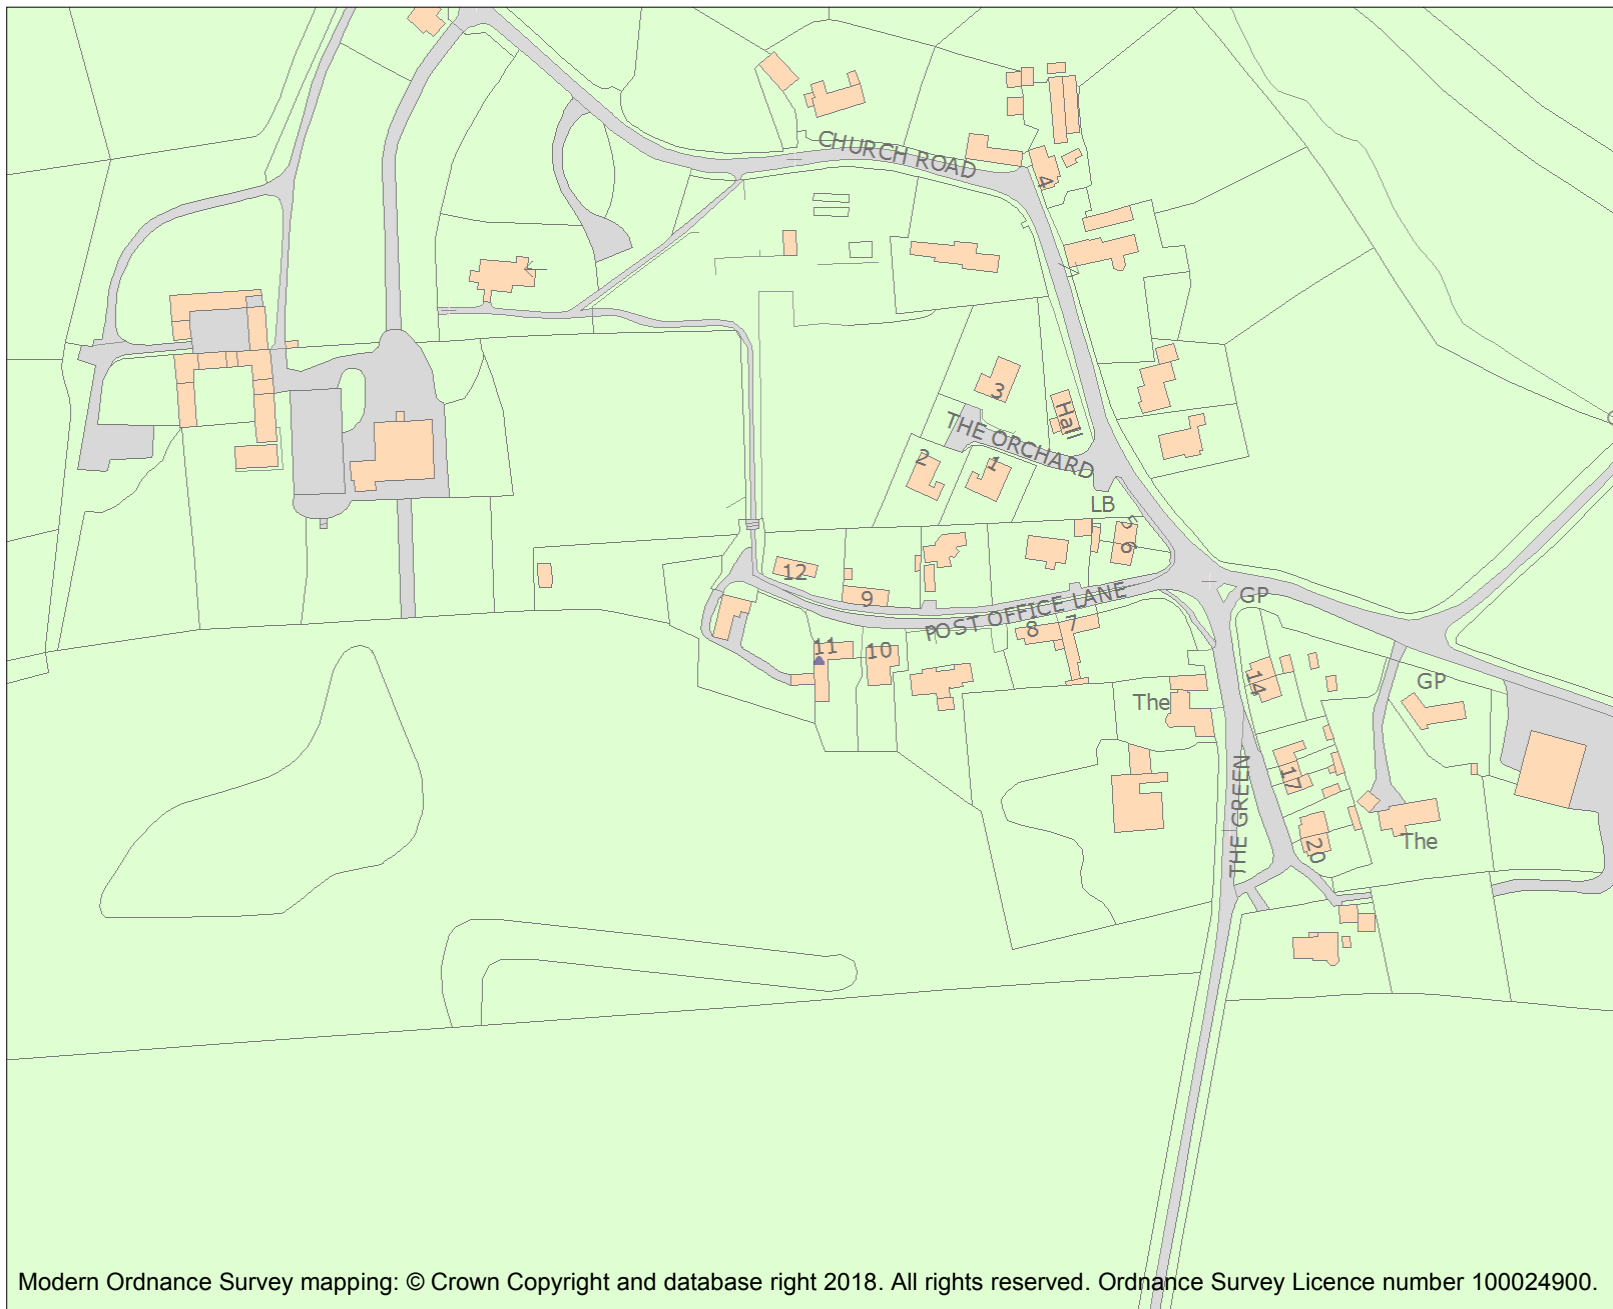 CHURCH ROAD
4
3
Hall
THE ORCHARD
2
1
LB
5
6
12
9
GP
POST OFFICE LANE
8
7
11
10
14
GP
The
17
THE GREEN
20
The
Modern Ordnance Survey mapping: © Crown Copyright and database right 2018. All rights reserved. Ordnance Survey Licence number 100024900.